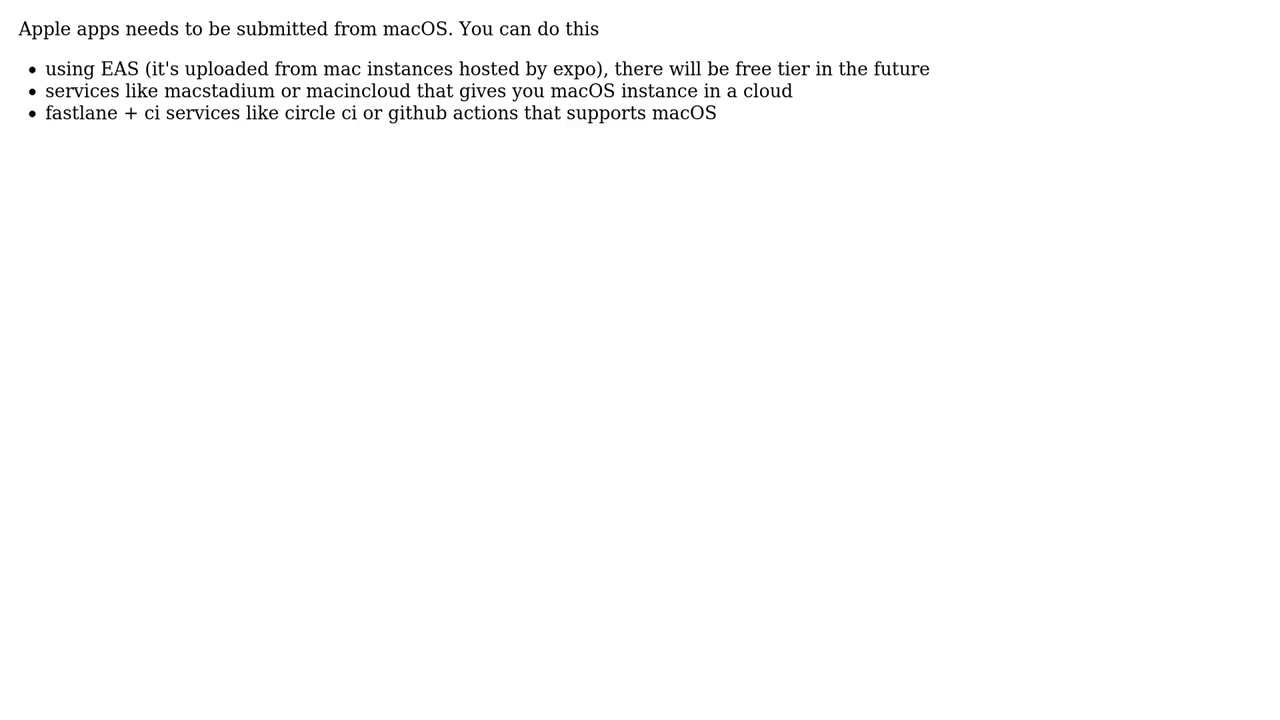 Apple apps needs to be submitted from macOS. You can do this
• using EAS (it's uploaded from mac instances hosted by expo), there will be free tier in the future
• services like macstadium or macincloud that gives you macOS instance in a cloud
• fastlane + ci services like circle ci or github actions that supports macOS